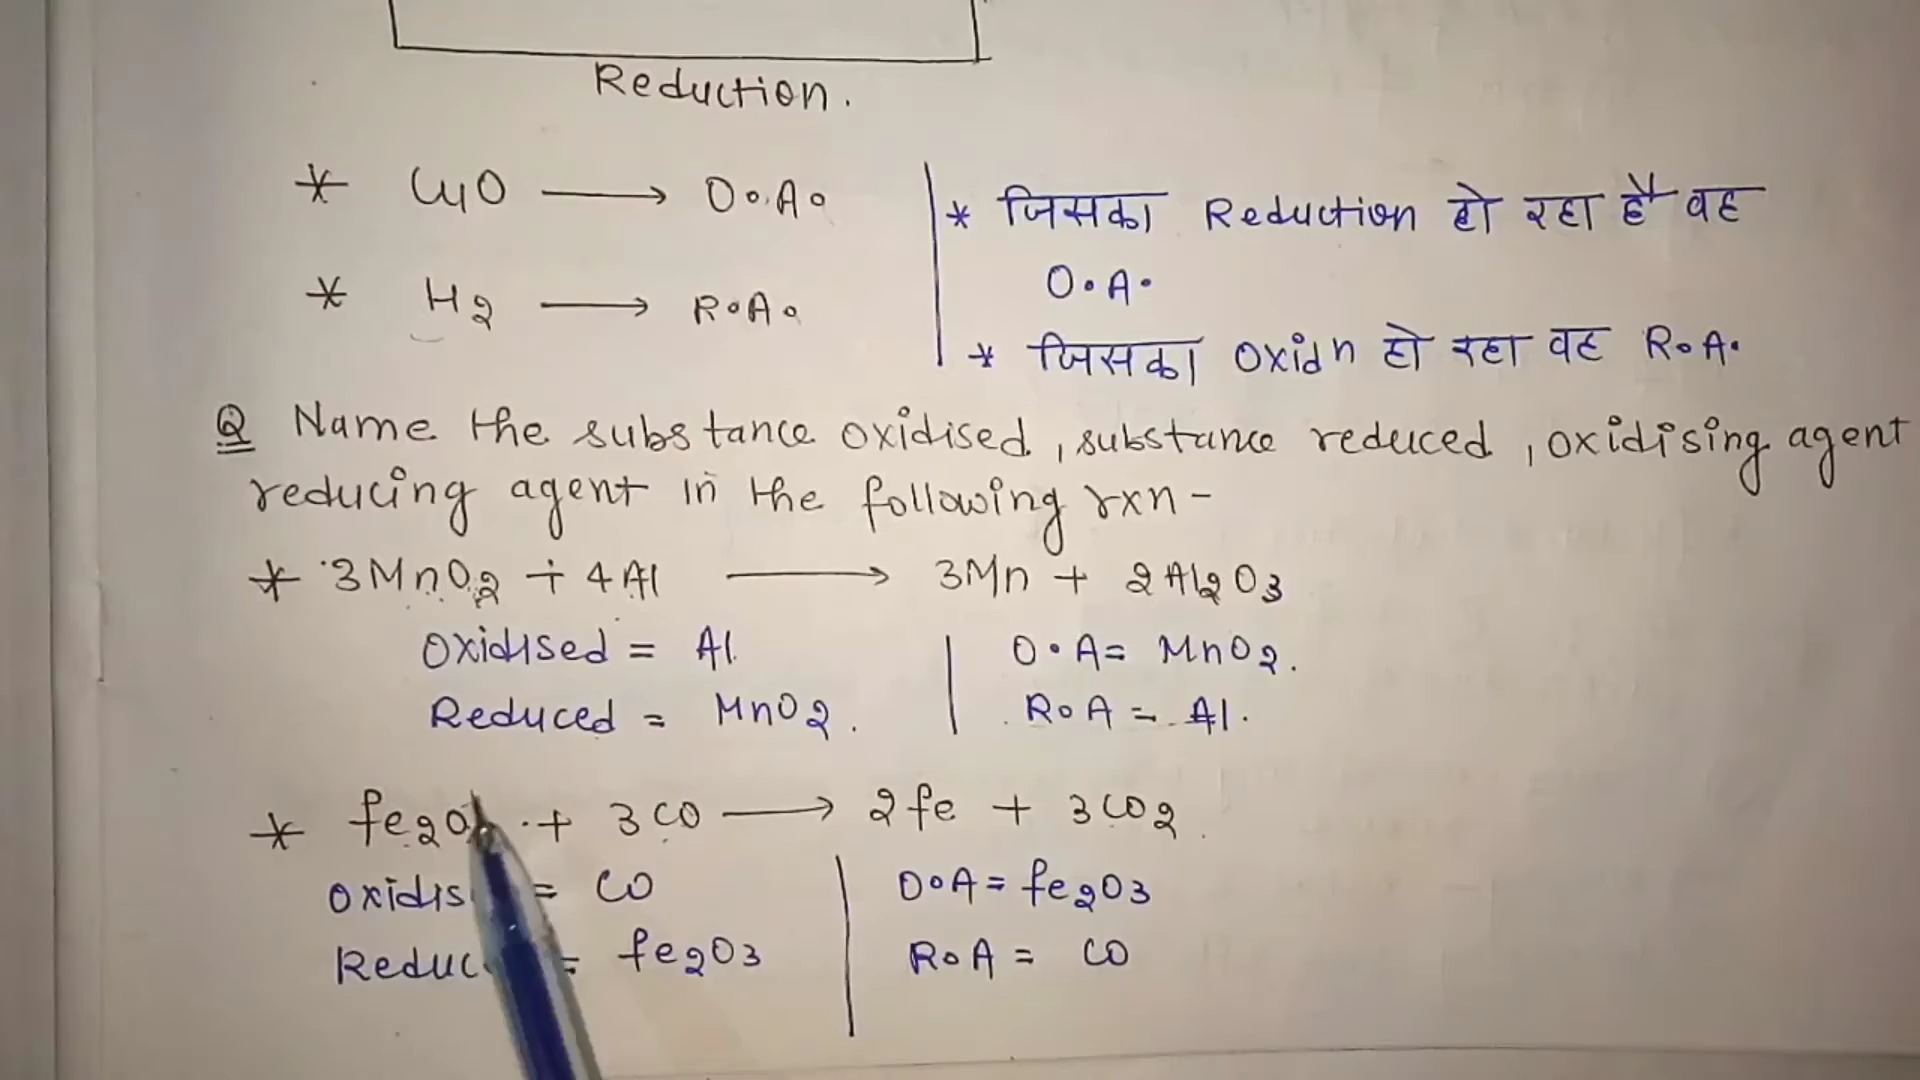 Reduction.
* CuO ⟶ O.A.
* H2 ⟶ R.A.
* जिसका Reduction हो रहा है वह
O.A.
* जिसका Oxidn हो रहा वह R.A.
Q Name the substance oxidised, substance reduced, oxidising agent
reducing agent in the following rxn -
* 3MnO2 + 4Al ⟶ 3Mn + 2Al2O3
Oxidised = Al
Reduced = MnO2.
O.A = MnO2.
R.A = Al.
* + 3CO ⟶ 2fe + 3CO2
= CO
= fe2O3
O.A = fe2O3
R.A = CO